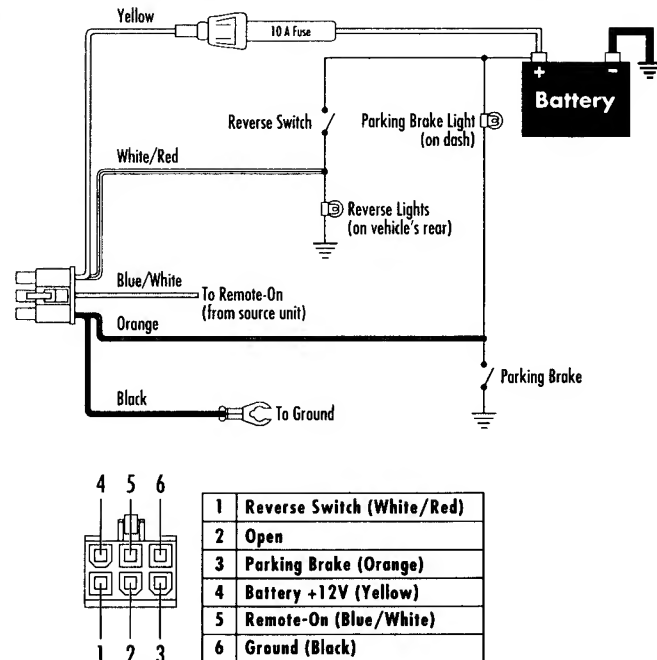 Yellow
10 A Fuse
+ −
Battery
Reverse Switch
Parking Brake Light
(on dash)
White/Red
Reverse Lights
(on vehicle's rear)
Blue/White
To Remote-On
(from source unit)
Orange
Parking Brake
Black
To Ground
4 5 6
1 2 3
1 Reverse Switch (White/Red)
2 Open
3 Parking Brake (Orange)
4 Battery +12V (Yellow)
5 Remote-On (Blue/White)
6 Ground (Black)